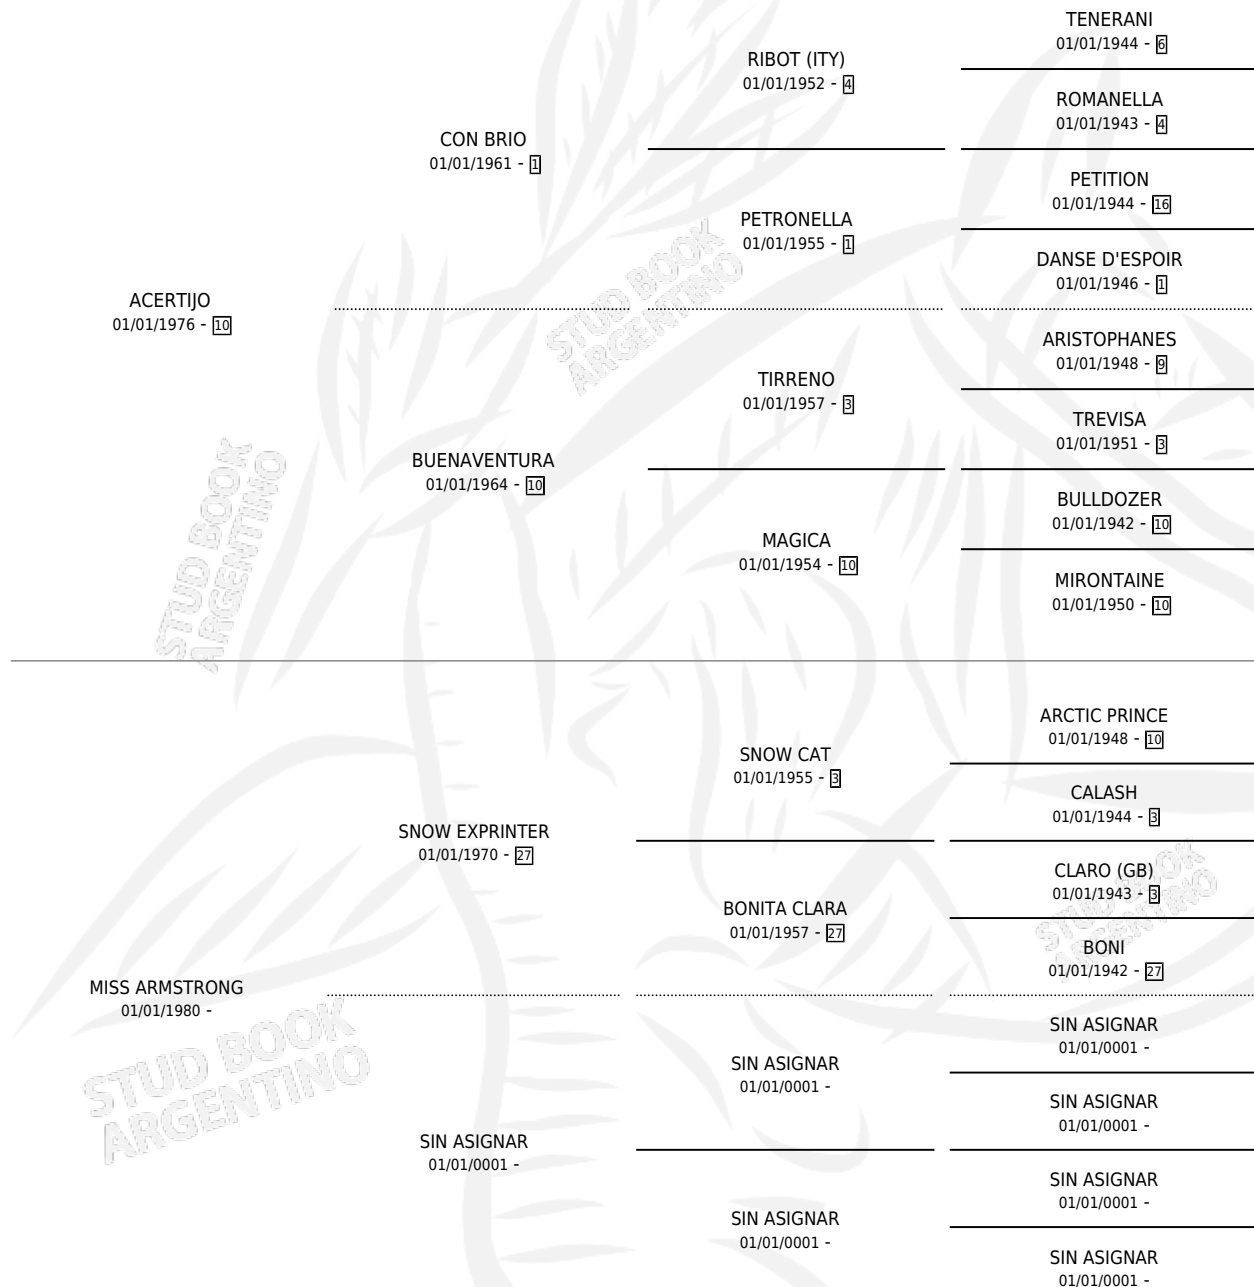 TENERANI
01/01/1944 - 6
RIBOT (ITY)
01/01/1952 - 4
ROMANELLA
01/01/1943 - 4
CON BRIO
01/01/1961 - 1
PETITION
01/01/1944 - 16
PETRONELLA
01/01/1955 - 1
DANSE D'ESPOIR
01/01/1946 - 1
ACERTIJO
01/01/1976 - 10
ARISTOPHANES
01/01/1948 - 9
TIRRENO
01/01/1957 - 3
TREVISA
01/01/1951 - 3
BUENAVENTURA
01/01/1964 - 10
BULLDOZER
01/01/1942 - 10
MAGICA
01/01/1954 - 10
MIRONTAINE
01/01/1950 - 10
STUD BOOK
ARGENTINO
STUD BOOK
ARGENTINO
ARCTIC PRINCE
01/01/1948 - 10
SNOW CAT
01/01/1955 - 3
CALASH
01/01/1944 - 3
SNOW EXPRINTER
01/01/1970 - 27
CLARO (GB)
01/01/1943 - 3
BONITA CLARA
01/01/1957 - 27
BONI
01/01/1942 - 27
STUD BOOK
ARGENTINO
MISS ARMSTRONG
01/01/1980 -
SIN ASIGNAR
01/01/0001 -
SIN ASIGNAR
01/01/0001 -
SIN ASIGNAR
01/01/0001 -
SIN ASIGNAR
01/01/0001 -
SIN ASIGNAR
01/01/0001 -
SIN ASIGNAR
01/01/0001 -
SIN ASIGNAR
01/01/0001 -
STUD BOOK
ARGENTINO